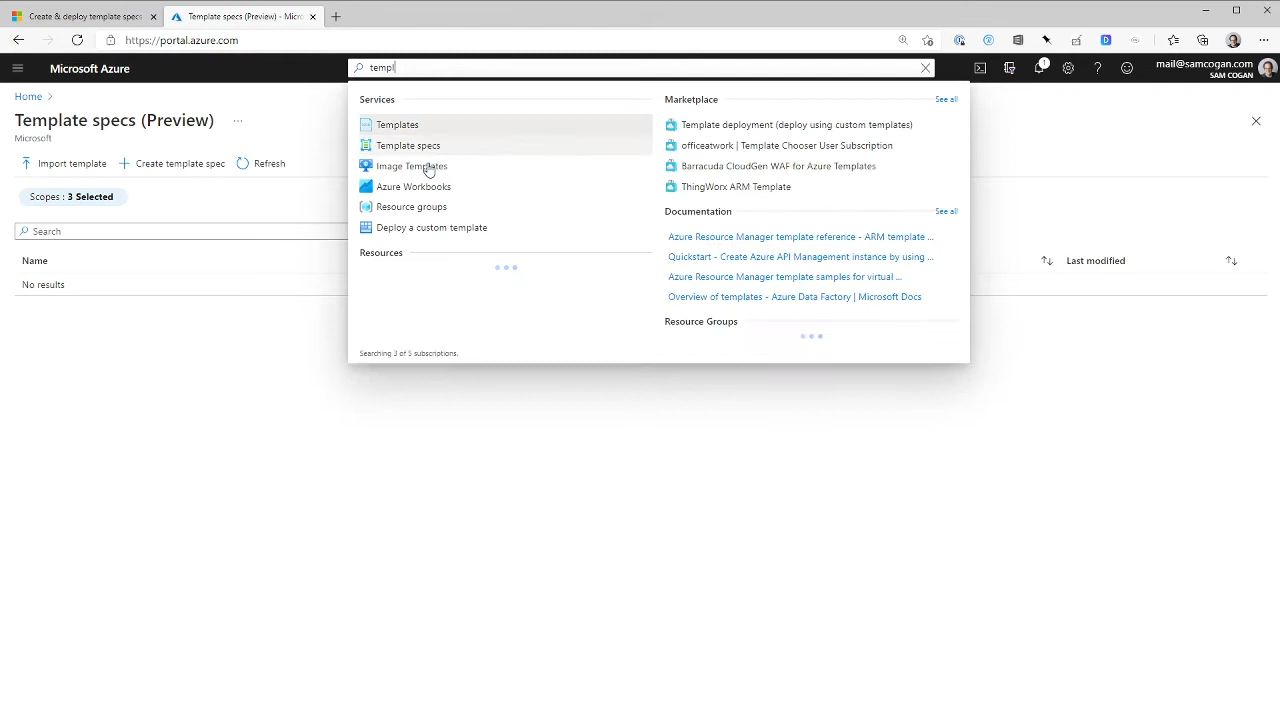 Create & deploy template specs
Template specs (Preview) - Micro
https://portal.azure.com
Microsoft Azure
templ
1
mail@samcogan.com
SAM COGAN
Home
Template specs (Preview)
Microsoft
Import template
Create template spec
Refresh
Scopes : 3 Selected
Search
Name
Last modified
No results
Services
Templates
Template specs
Image Templates
Azure Workbooks
Resource groups
Deploy a custom template
Resources
Searching 3 of 5 subscriptions.
Marketplace
See all
Template deployment (deploy using custom templates)
officeatwork | Template Chooser User Subscription
Barracuda CloudGen WAF for Azure Templates
ThingWorx ARM Template
Documentation
See all
Azure Resource Manager template reference - ARM template ...
Quickstart - Create Azure API Management instance by using ...
Azure Resource Manager template samples for virtual ...
Overview of templates - Azure Data Factory | Microsoft Docs
Resource Groups